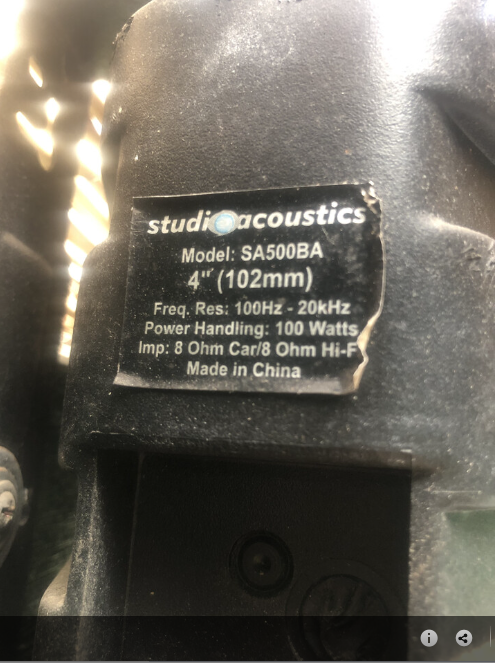 studio acoustics
Model: SA500BA
4" (102mm)
Freq. Res: 100Hz - 20kHz
Power Handling: 100 Watts
Imp: 8 Ohm Car/8 Ohm Hi-F
Made in China